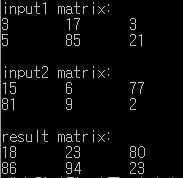 input1 matrix:
3 17 3
5 85 21
input2 matrix:
15 6 77
81 9 2
result matrix:
18 23 80
86 94 23